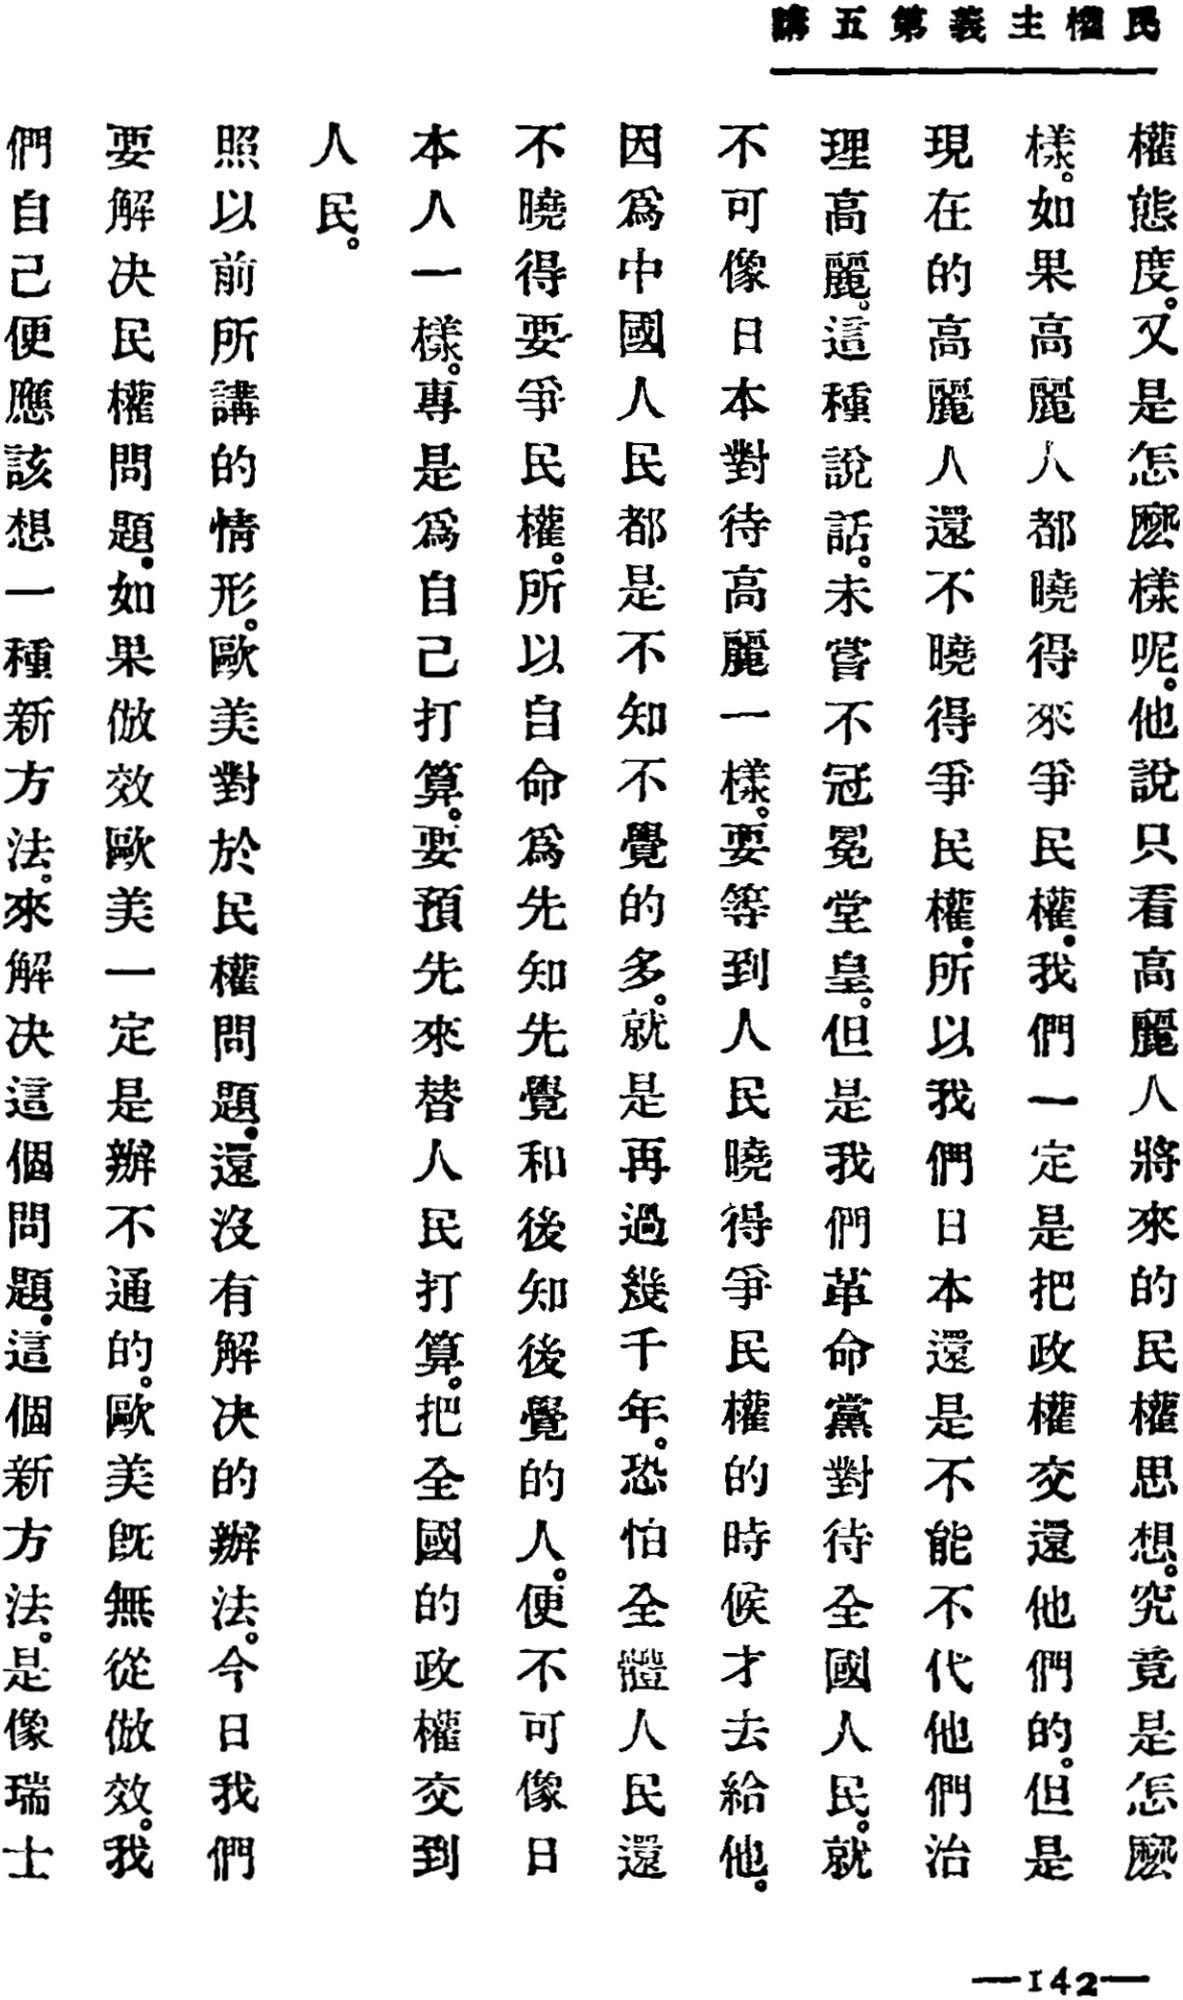 民權主義第五講
權態度。又是怎麼樣呢。他說只看高麗人將來的民權思想。究竟是怎麼
樣。如果高麗人都曉得來爭民權．我們一定是把政權交還他們的。但是
現在的高麗人還不曉得爭民權．所以我們日本還是不能不代他們治
理高麗。這種說話。未嘗不冠冕堂皇。但是我們革命黨對待全國人民。就
不可像日本對待高麗一樣。要等到人民曉得爭民權的時候才去給他。
因爲中國人民都是不知不覺的多。就是再過幾千年。恐怕全體人民還
不曉得要爭民權。所以自命爲先知先覺和後知後覺的人。便不可像日
本人一樣。專是爲自己打算。要預先來替人民打算。把全國的政權交到
人民。
照以前所講的情形。歐美對於民權問題．還沒有解决的辦法。今日我們
要解决民權問題．如果倣效歐美一定是辦不通的。歐美旣無從倣效。我
們自己便應該想一種新方法。來解决這個問題．這個新方法。是像瑞士
—142—